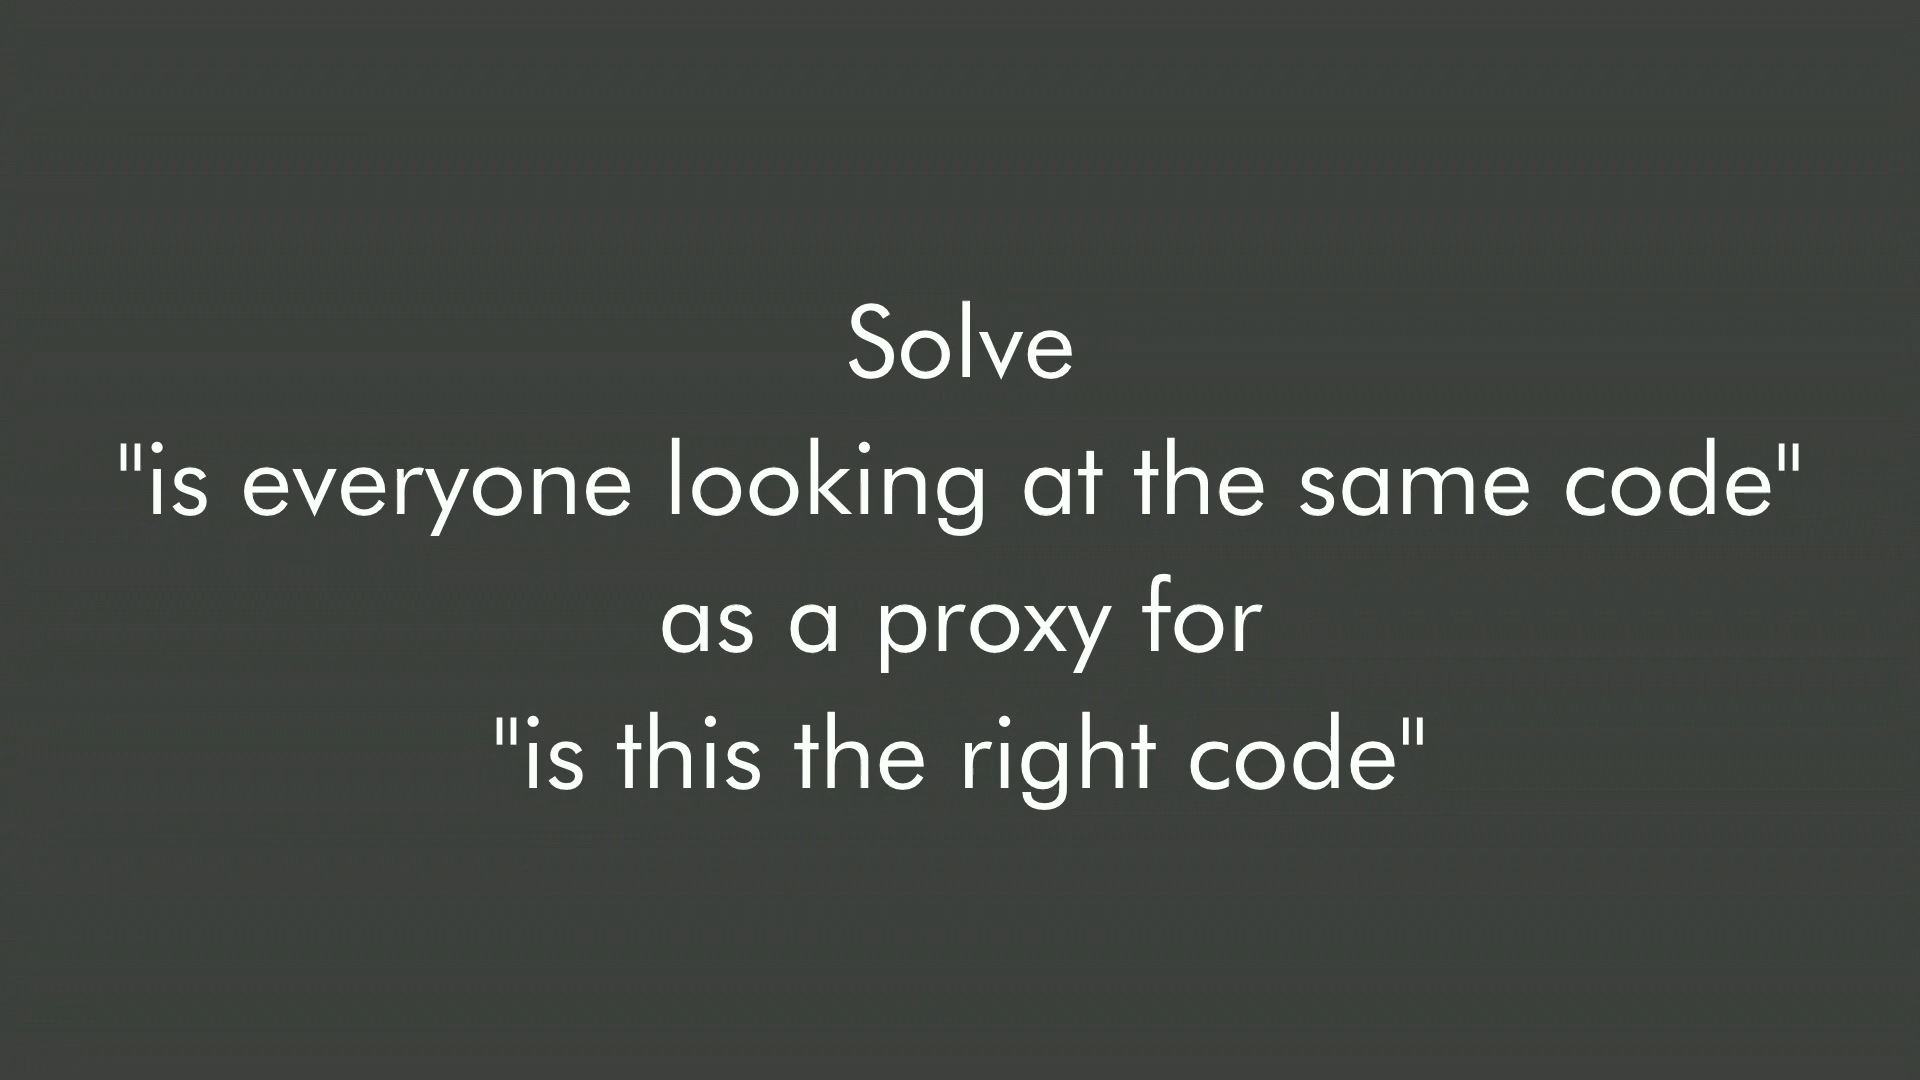 Solve
"is everyone looking at the same code"
as a proxy for
"is this the right code"